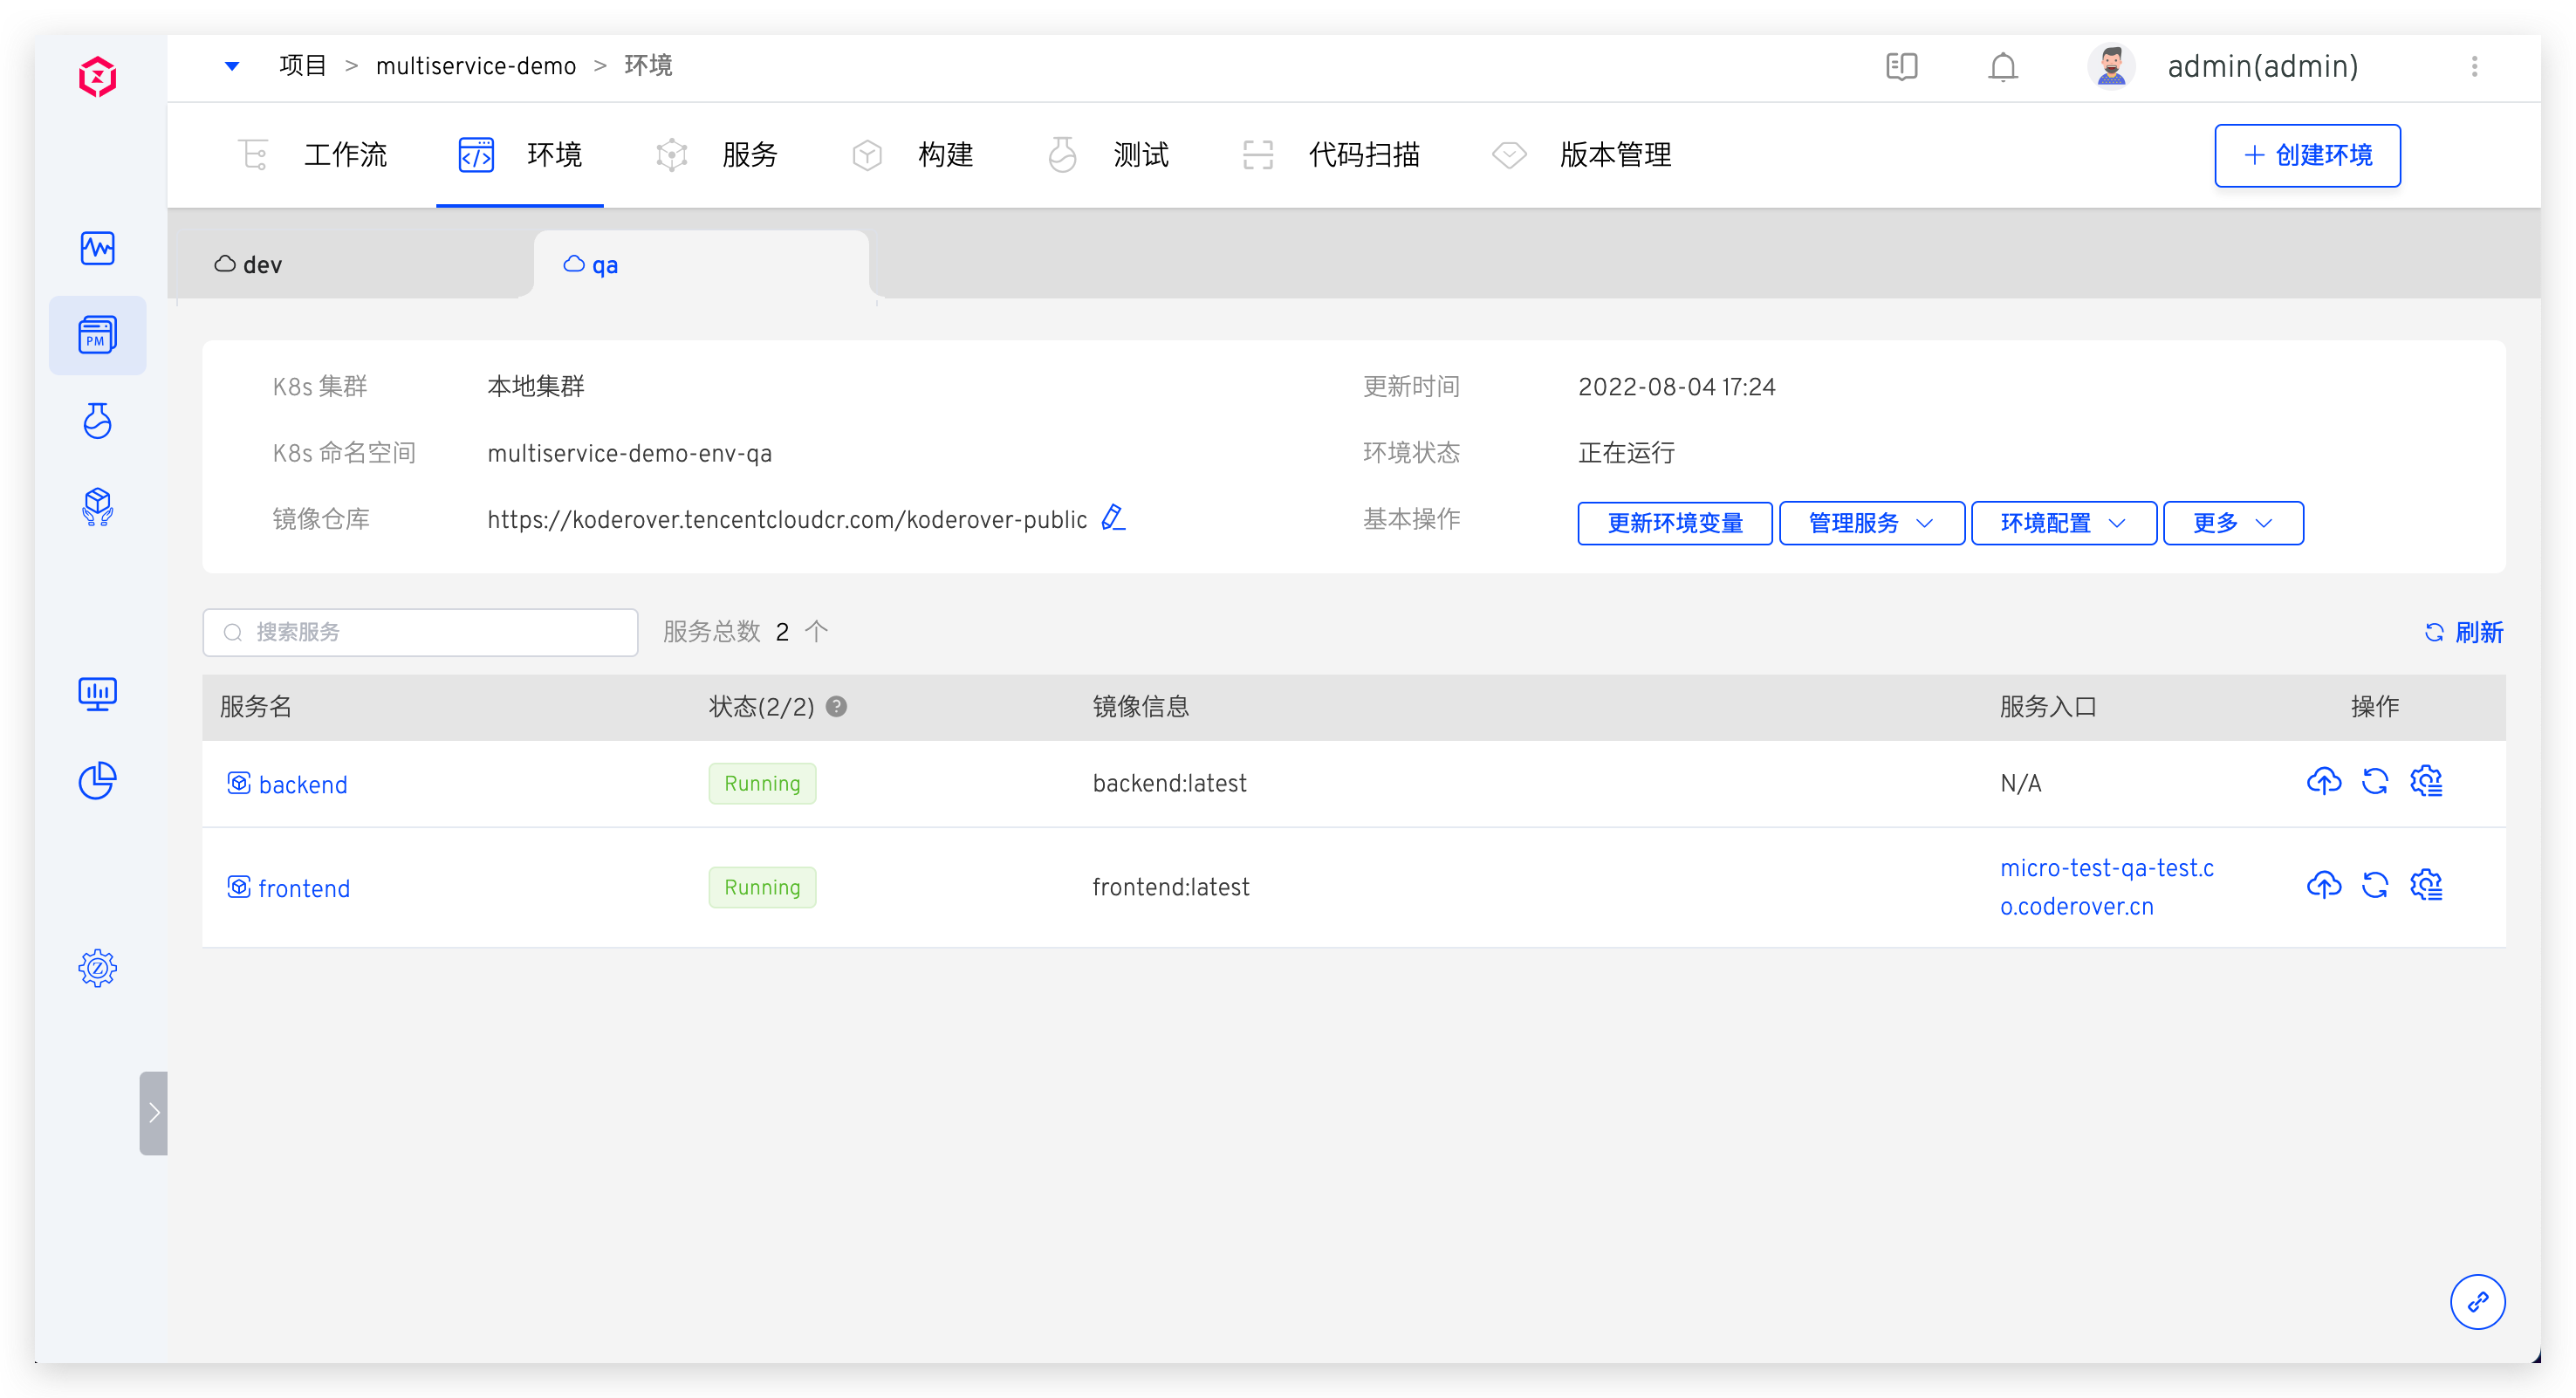 项目 > multiservice-demo > 环境
admin(admin)
工作流
环境
服务
构建
测试
代码扫描
版本管理
+ 创建环境
dev
qa
PM
K8s 集群
本地集群
更新时间
2022-08-04 17:24
K8s 命名空间
multiservice-demo-env-qa
环境状态
正在运行
镜像仓库
https://koderover.tencentcloudcr.com/koderover-public
基本操作
更新环境变量
管理服务
环境配置
更多
搜索服务
服务总数 2 个
刷新
服务名
状态(2/2) ?
镜像信息
服务入口
操作
backend
Running
backend:latest
N/A
frontend
Running
frontend:latest
micro-test-qa-test.c
o.coderover.cn